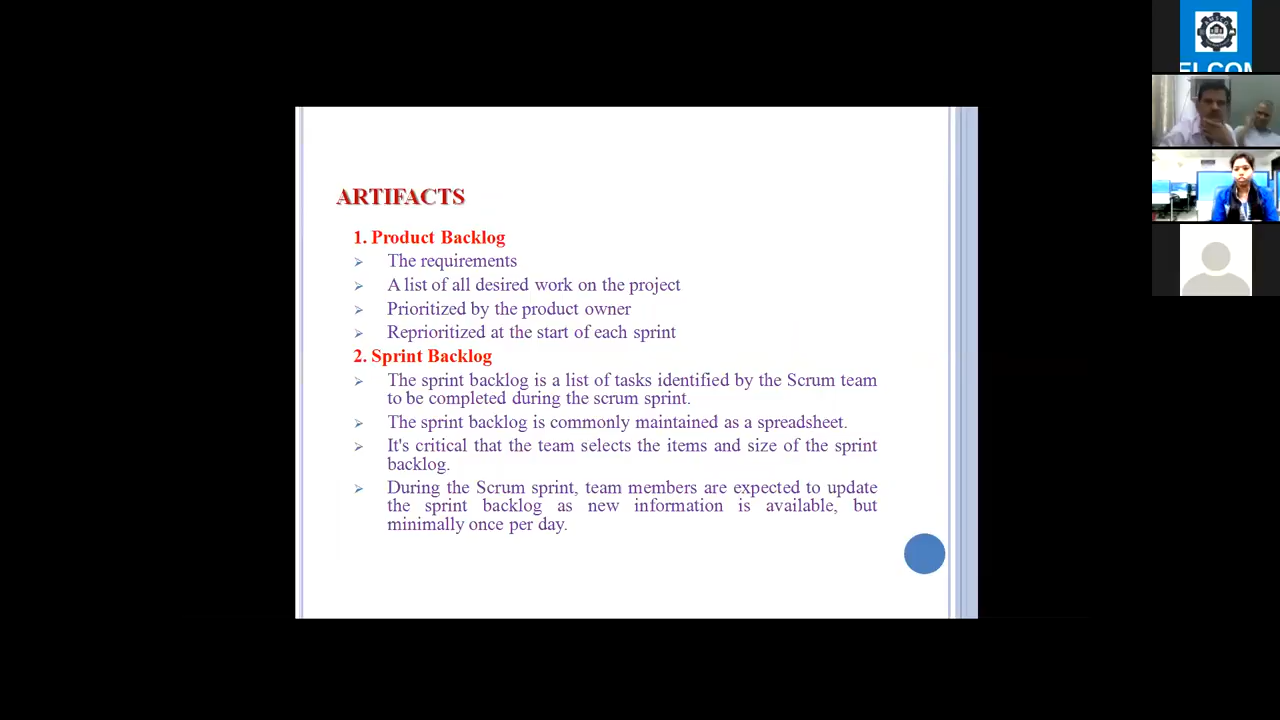 ARTIFACTS
1. Product Backlog
The requirements
A list of all desired work on the project
Prioritized by the product owner
Reprioritized at the start of each sprint
2. Sprint Backlog
The sprint backlog is a list of tasks identified by the Scrum team
to be completed during the scrum sprint.
The sprint backlog is commonly maintained as a spreadsheet.
It's critical that the team selects the items and size of the sprint
backlog.
During the Scrum sprint, team members are expected to update
the sprint backlog as new information is available, but
minimally once per day.
ELCOM